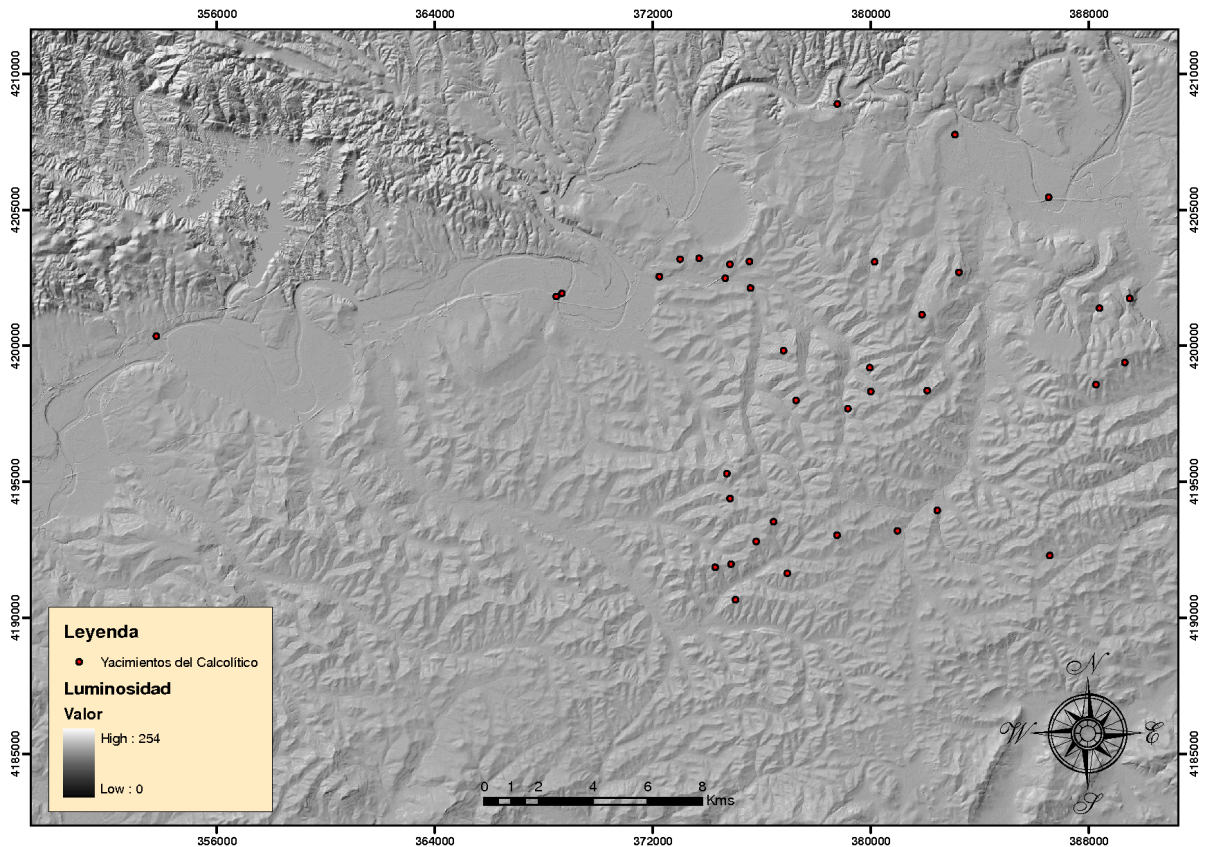 356000 364000 372000 380000 388000
4210000 4210000
4205000 4205000
4200000 4200000
4195000 4195000
4190000 4190000
4185000 4185000
Leyenda
Yacimientos del Calcolítico
Luminosidad
Valor
High : 254
Low : 0
0 1 2 4 6 8
Kms
N
W E
S
356000 364000 372000 380000 388000